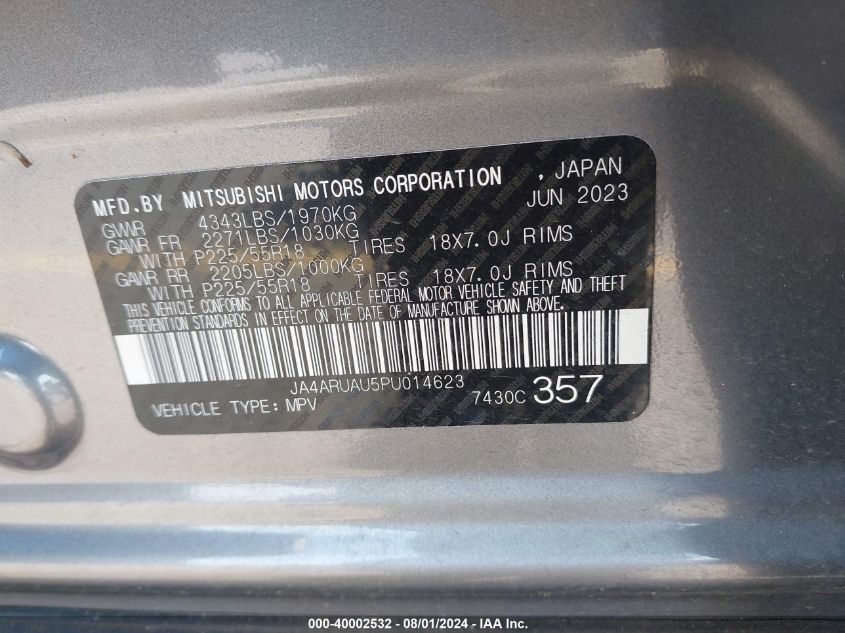 MFD.BY MITSUBISHI MOTORS CORPORATION , JAPAN
JUN 2023
GWWR 4343LBS/1970KG
GAWR FR 2271LBS/1030KG
WITH P225/55R18 TIRES 18X7.0J RIMS
GAWR RR 2205LBS/1000KG
WITH P225/55R18 TIRES 18X7.0J RIMS
THIS VEHICLE CONFORMS TO ALL APPLICABLE FEDERAL MOTOR VEHICLE SAFETY AND THEFT
PREVENTION STANDARDS IN EFFECT ON THE DATE OF MANUFACTURE SHOWN ABOVE.
JA4ARUAU5PU014623
VEHICLE TYPE: MPV 7430C 357
000-40002532 - 08/01/2024 - IAA Inc.